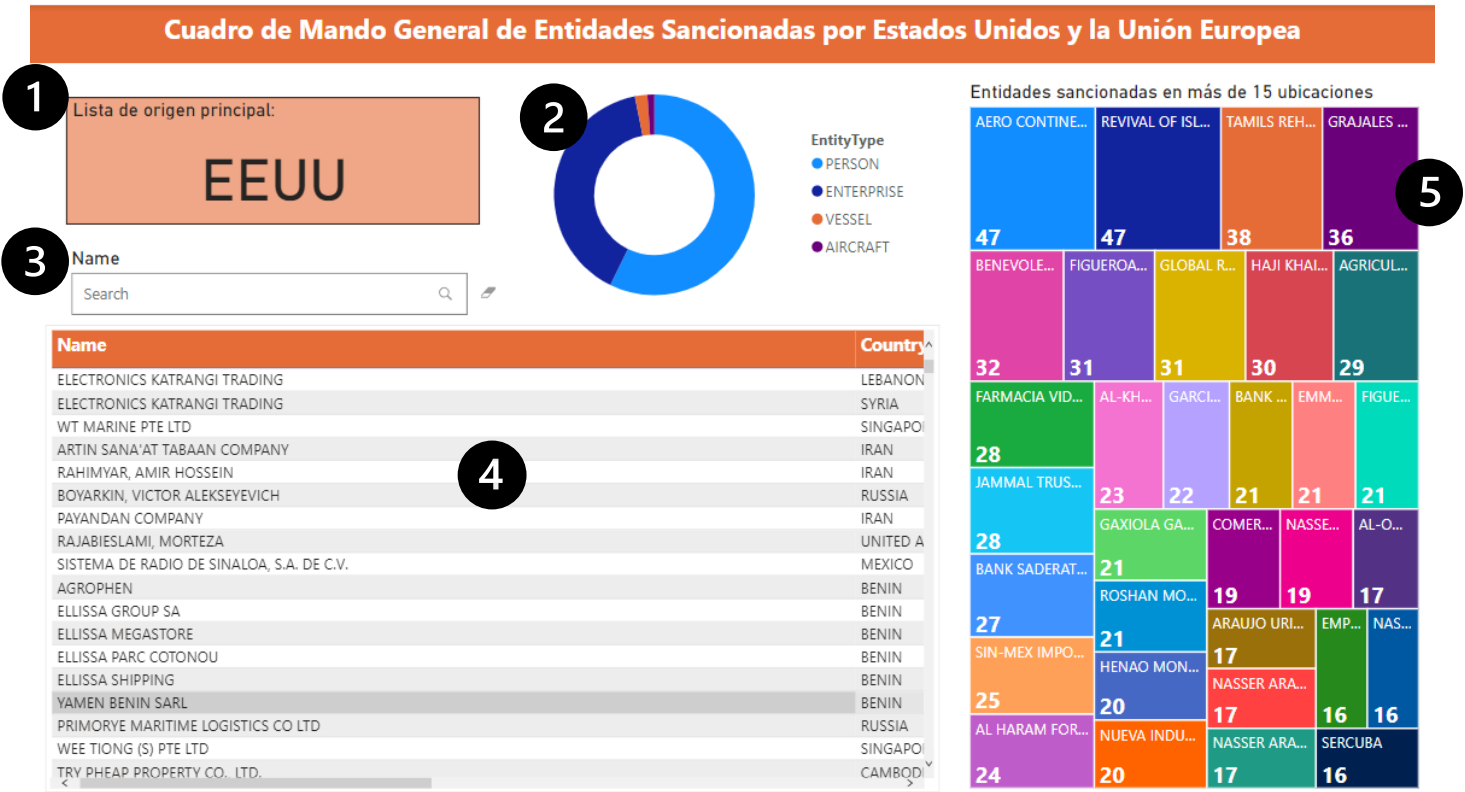 Cuadro de Mando General de Entidades Sancionadas por Estados Unidos y la Unión Europea
1
Lista de origen principal:
EEUU
2
EntityType
PERSON
ENTERPRISE
VESSEL
AIRCRAFT
3
Name
Search
Name Country
ELECTRONICS KATRANGI TRADING LEBANON
ELECTRONICS KATRANGI TRADING SYRIA
WT MARINE PTE LTD SINGAPO
ARTIN SANA'AT TABAAN COMPANY IRAN
RAHIMYAR, AMIR HOSSEIN IRAN
BOYARKIN, VICTOR ALEKSEYEVICH RUSSIA
PAYANDAN COMPANY IRAN
RAJABIESLAMI, MORTEZA UNITED A
SISTEMA DE RADIO DE SINALOA, S.A. DE C.V. MEXICO
AGROPHEN BENIN
ELLISSA GROUP SA BENIN
ELLISSA MEGASTORE BENIN
ELLISSA PARC COTONOU BENIN
ELLISSA SHIPPING BENIN
YAMEN BENIN SARL BENIN
PRIMORYE MARITIME LOGISTICS CO LTD RUSSIA
WEE TIONG (S) PTE LTD SINGAPO
TRY PHEAP PROPERTY CO. LTD. CAMBODI
4
Entidades sancionadas en más de 15 ubicaciones
5
AERO CONTINE... REVIVAL OF ISL... TAMILS REH... GRAJALES ...
47 47 38 36
BENEVOLE... FIGUEROA... GLOBAL R... HAJI KHAI... AGRICUL...
32 31 31 30 29
FARMACIA VID...
28
JAMMAL TRUS...
28
BANK SADERAT...
27
SIN-MEX IMPO...
25
AL HARAM FOR...
24
AL-KH... GARCI... BANK ... EMM... FIGUE...
23 22 21 21 21
GAXIOLA GA...
21
ROSHAN MO...
21
HENAO MON...
20
NUEVA INDU...
20
COMER... NASSE... AL-O...
19 19 17
ARAUJO URI...
17
NASSER ARA...
17
NASSER ARA...
17
EMP... NAS...
16 16
SERCUBA
16